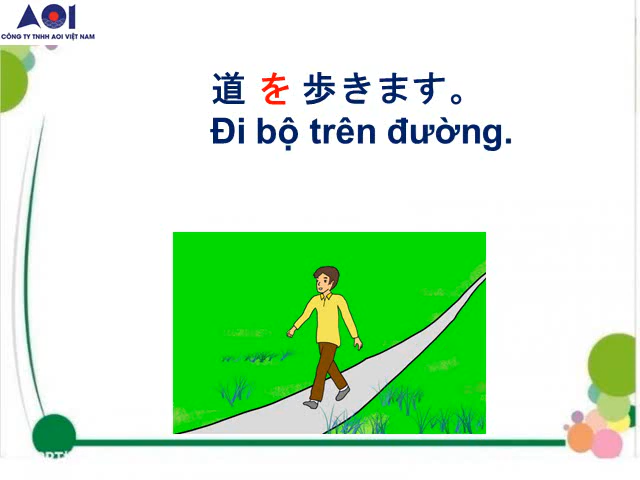 AOI
CÔNG TY TNHH AOI VIỆT NAM
道 を 歩きます。
Đi bộ trên đường.